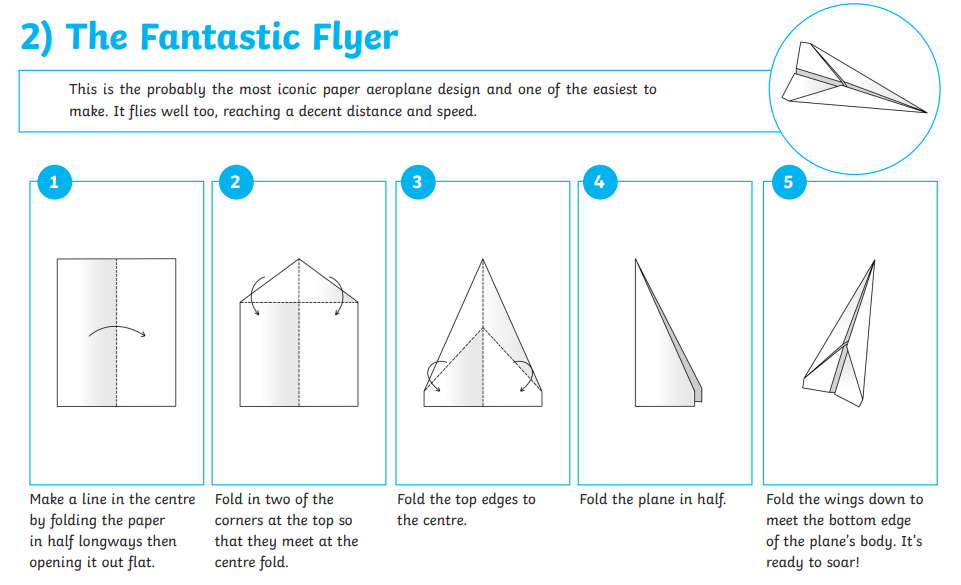 2) The Fantastic Flyer
This is the probably the most iconic paper aeroplane design and one of the easiest to
make. It flies well too, reaching a decent distance and speed.
1
Make a line in the centre
by folding the paper
in half longways then
opening it out flat.
2
Fold in two of the
corners at the top so
that they meet at the
centre fold.
3
Fold the top edges to
the centre.
4
Fold the plane in half.
5
Fold the wings down to
meet the bottom edge
of the plane's body. It's
ready to soar!